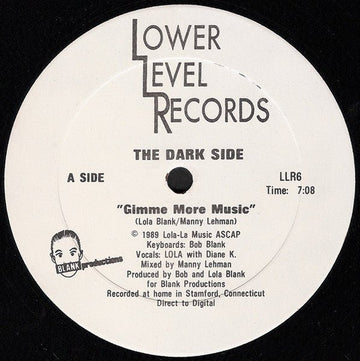 LOWER
LEVEL
RECORDS
THE DARK SIDE
A SIDE
LLR6
Time: 7:08
"Gimme More Music"
(Lola Blank/Manny Lehman)
© 1989 Lola-La Music ASCAP
Keyboards: Bob Blank
Vocals: LOLA with Diane K.
Mixed by Manny Lehman
Produced by Bob and Lola Blank
for Blank Productions
Recorded at home in Stamford, Connecticut
Direct to Digital
BLANK productions